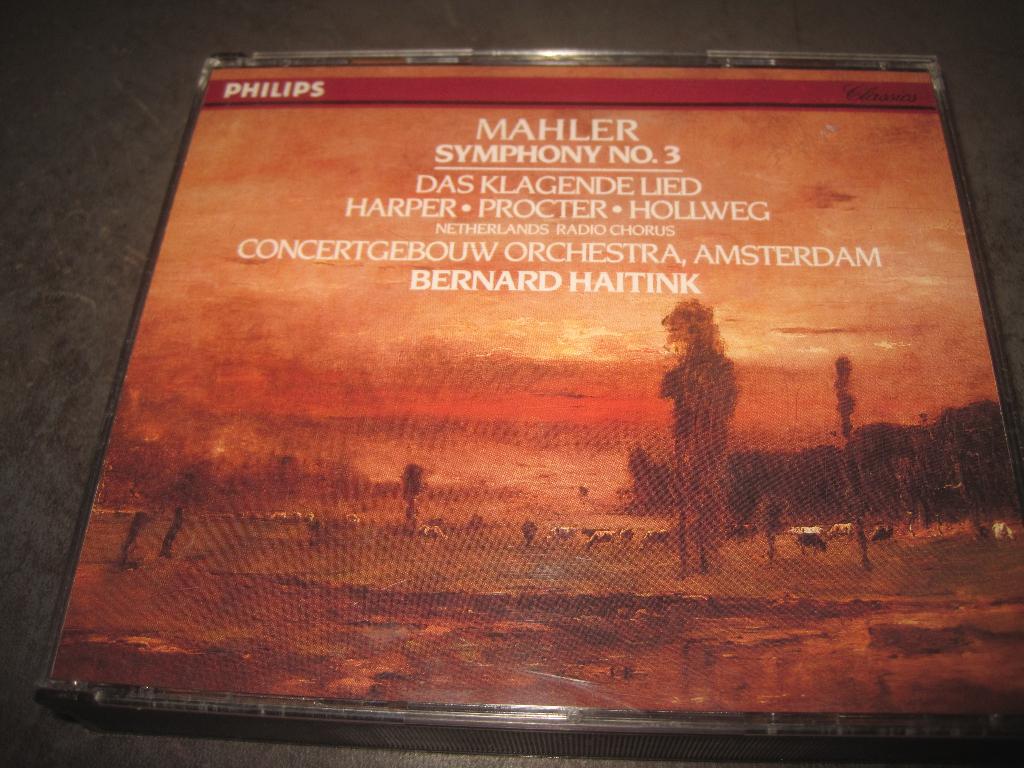 PHILIPS
Classics
MAHLER
SYMPHONY NO. 3
DAS KLAGENDE LIED
HARPER • PROCTER • HOLLWEG
NETHERLANDS RADIO CHORUS
CONCERTGEBOUW ORCHESTRA, AMSTERDAM
BERNARD HAITINK